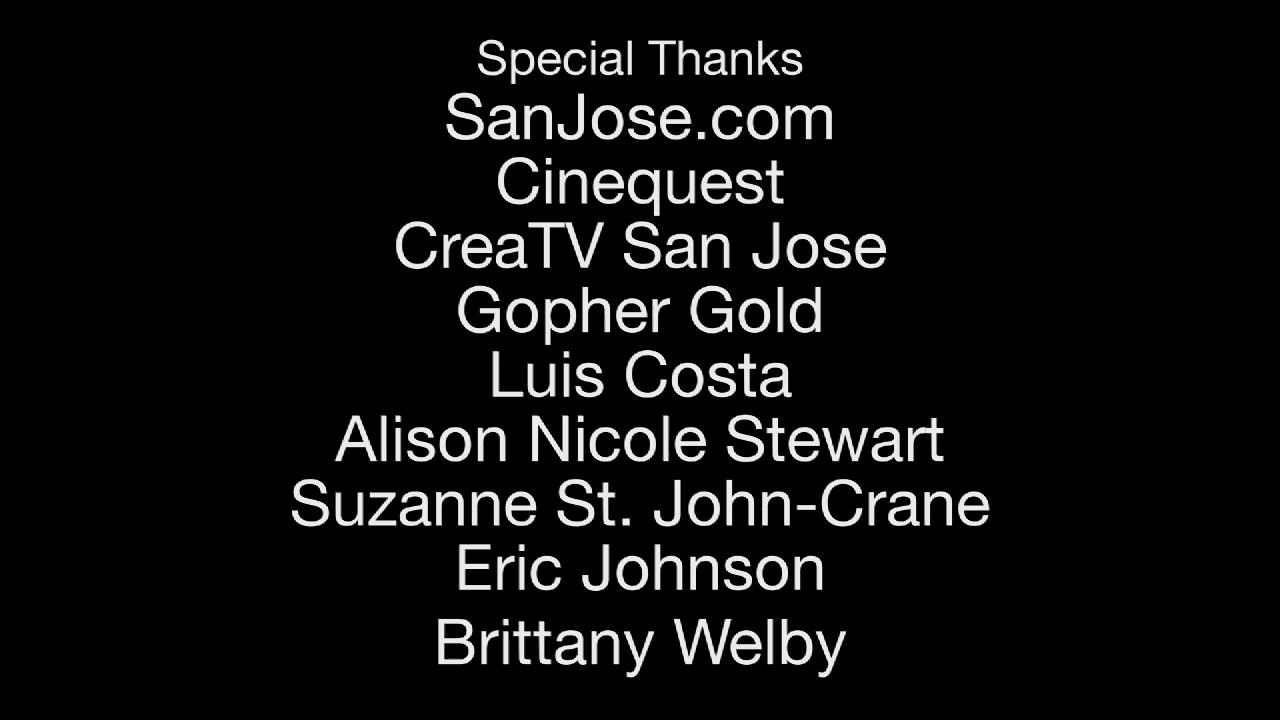 Special Thanks
SanJose.com
Cinequest
CreaTV San Jose
Gopher Gold
Luis Costa
Alison Nicole Stewart
Suzanne St. John-Crane
Eric Johnson
Brittany Welby